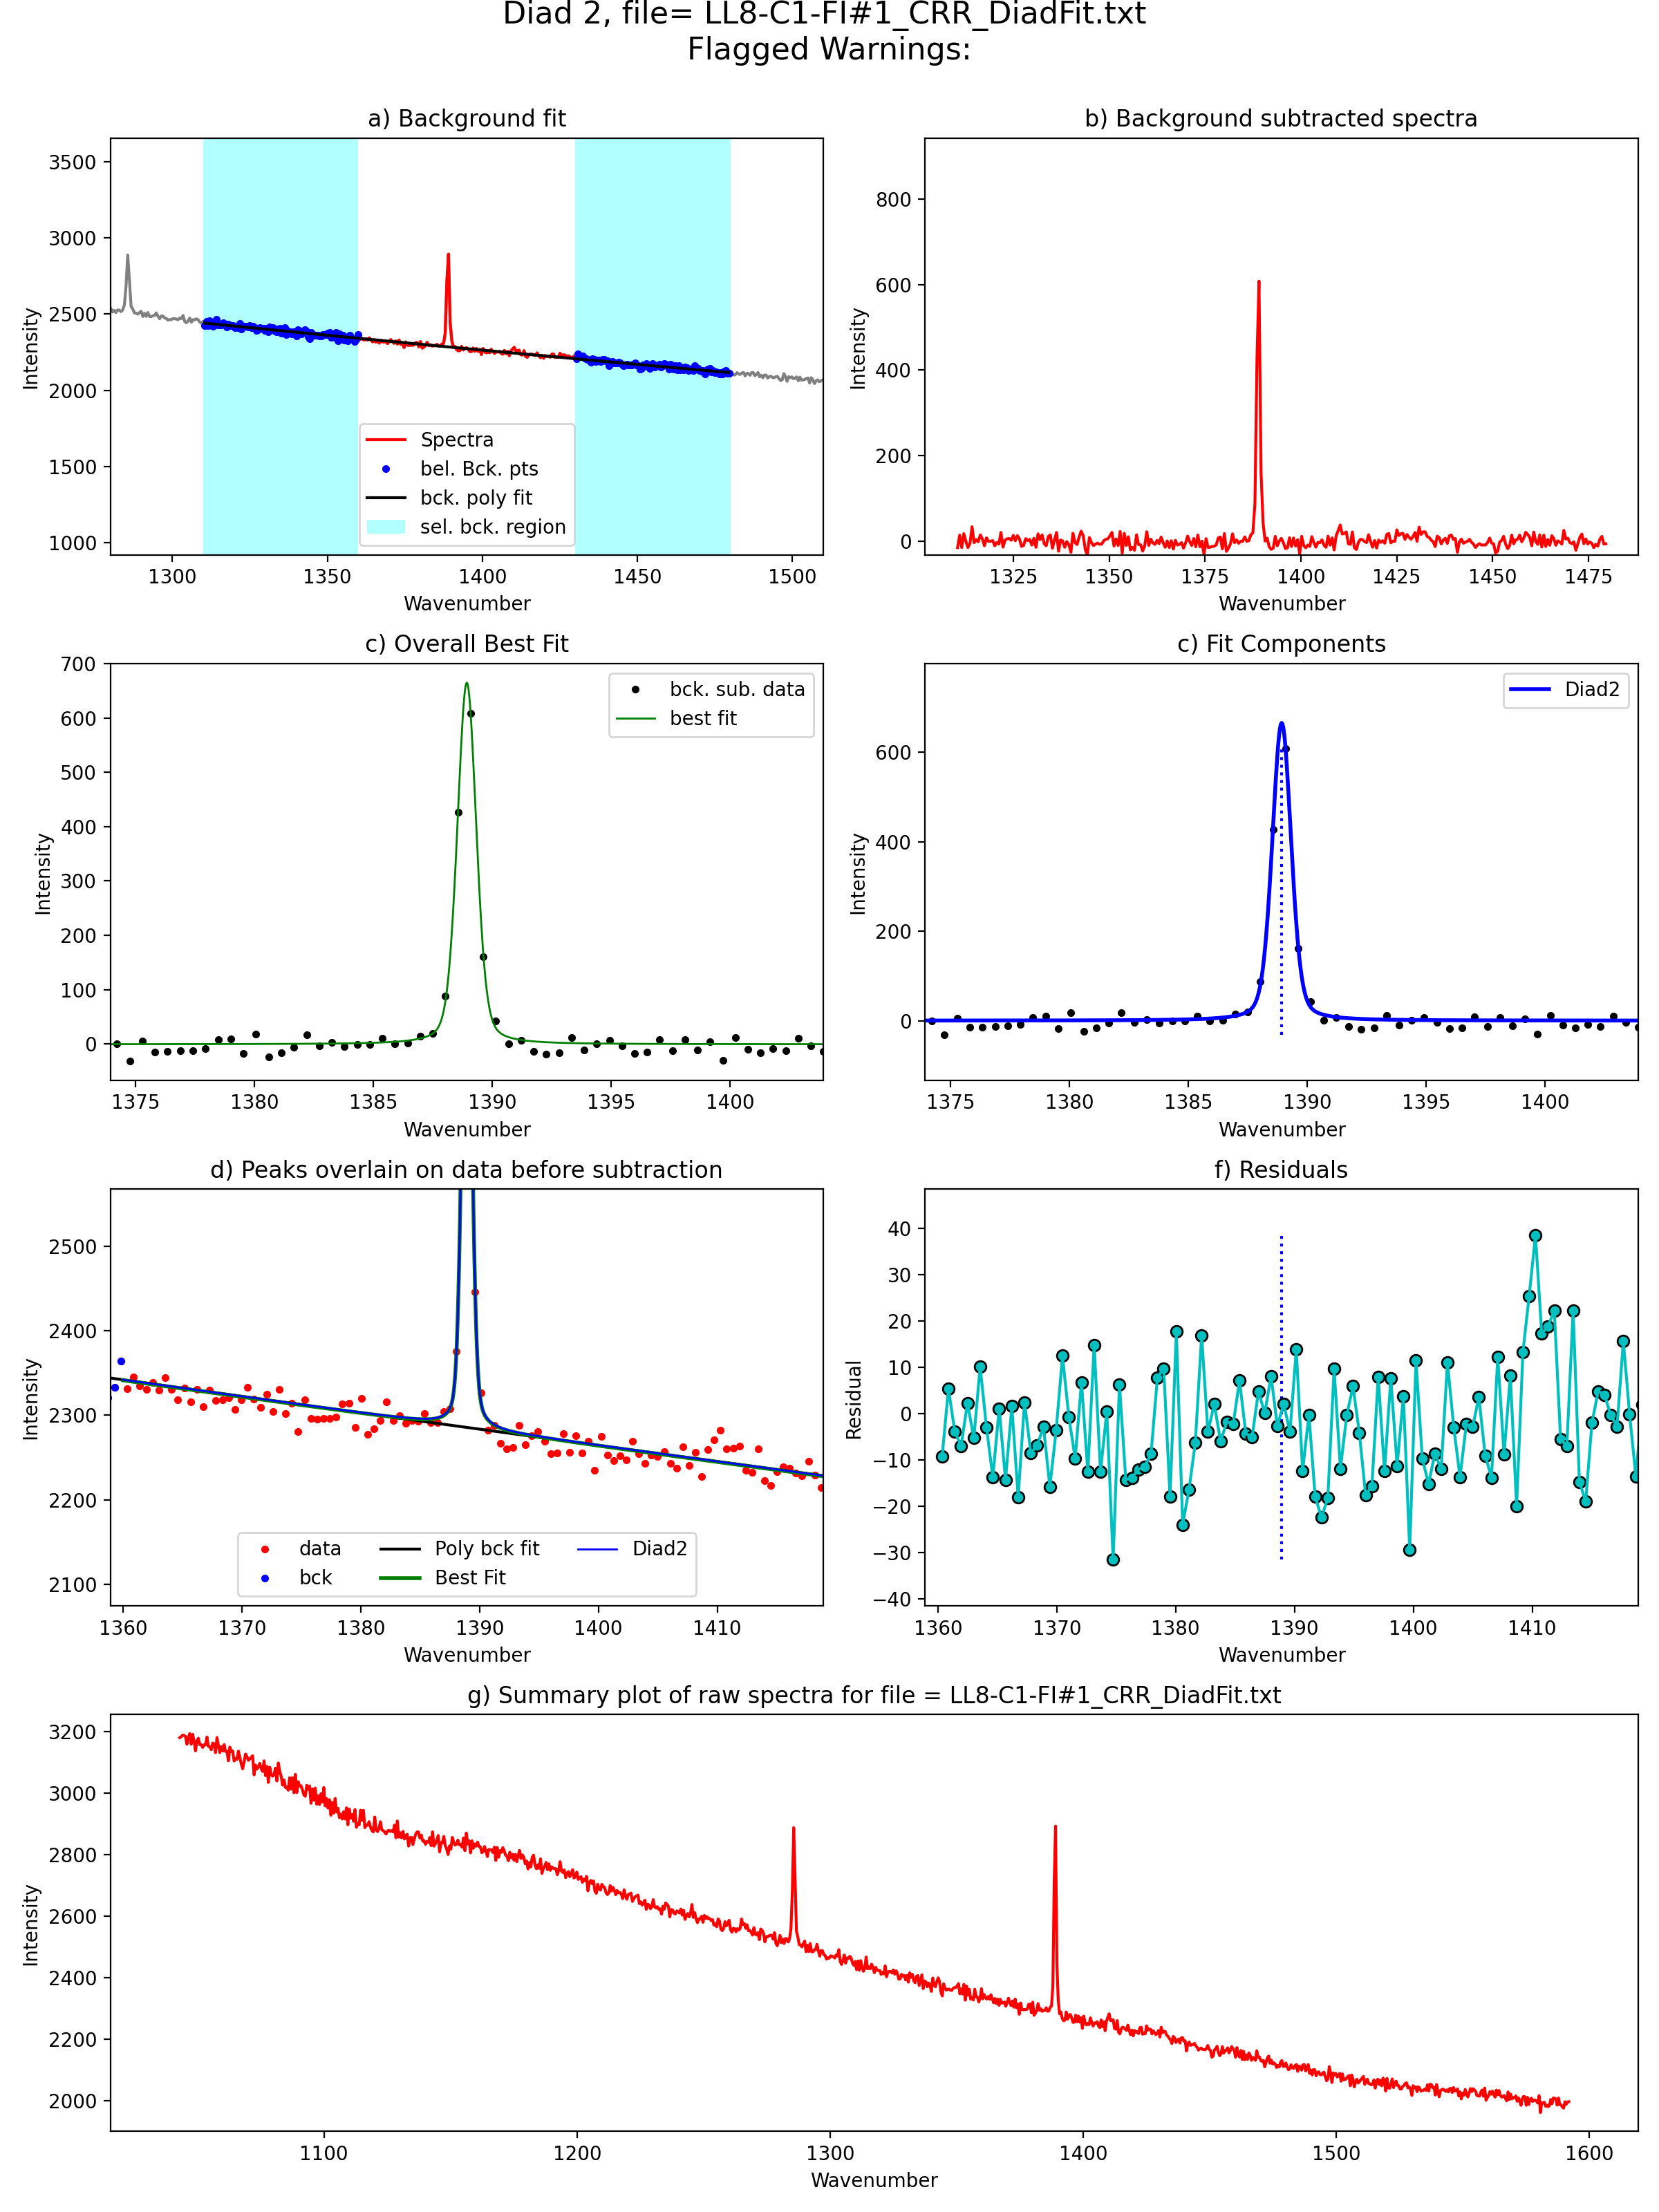 Diad 2, file= LL8-C1-FI#1_CRR_DiadFit.txt
Flagged Warnings:
a) Background fit
3500
3000
2500
2000
1500
1000
Intensity
Spectra
bel. Bck. pts
bck. poly fit
sel. bck. region
1300 1350 1400 1450 1500
Wavenumber
b) Background subtracted spectra
800
600
400
200
0
Intensity
1325 1350 1375 1400 1425 1450 1475
Wavenumber
c) Overall Best Fit
700
600
500
400
300
200
100
0
Intensity
bck. sub. data
best fit
1375 1380 1385 1390 1395 1400
Wavenumber
c) Fit Components
600
400
200
0
Intensity
Diad2
1375 1380 1385 1390 1395 1400
Wavenumber
d) Peaks overlain on data before subtraction
2500
2400
2300
2200
2100
Intensity
data Poly bck fit Diad2
bck Best Fit
1360 1370 1380 1390 1400 1410
Wavenumber
f) Residuals
40
30
20
10
0
−10
−20
−30
−40
Residual
1360 1370 1380 1390 1400 1410
Wavenumber
g) Summary plot of raw spectra for file = LL8-C1-FI#1_CRR_DiadFit.txt
3200
3000
2800
2600
2400
2200
2000
Intensity
1100 1200 1300 1400 1500 1600
Wavenumber